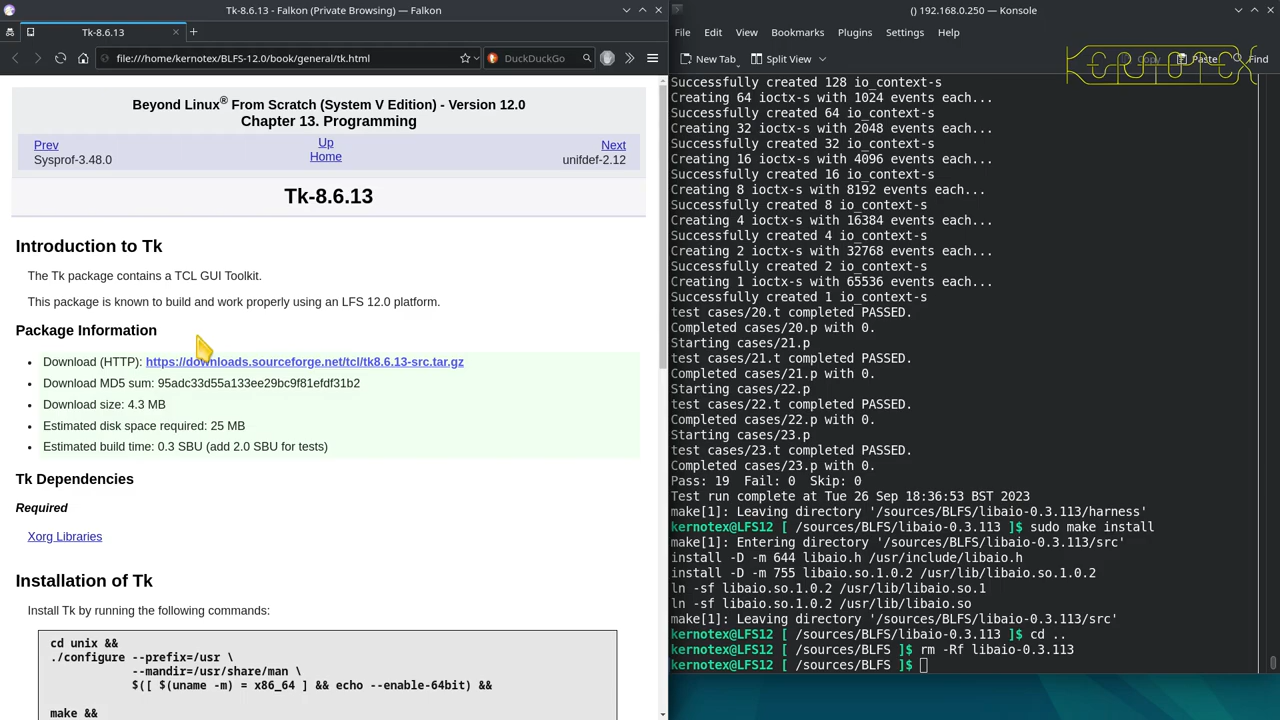 Tk-8.6.13 - Falkon (Private Browsing) — Falkon
Tk-8.6.13
file:///home/kernotex/BLFS-12.0/book/general/tk.html
DuckDuckGo
Beyond Linux® From Scratch (System V Edition) - Version 12.0
Chapter 13. Programming
Prev
Up
Next
Sysprof-3.48.0
Home
unifdef-2.12
Tk-8.6.13
Introduction to Tk
The Tk package contains a TCL GUI Toolkit.
This package is known to build and work properly using an LFS 12.0 platform.
Package Information
Download (HTTP): https://downloads.sourceforge.net/tcl/tk8.6.13-src.tar.gz
Download MD5 sum: 95adc33d55a133ee29bc9f81efdf31b2
Download size: 4.3 MB
Estimated disk space required: 25 MB
Estimated build time: 0.3 SBU (add 2.0 SBU for tests)
Tk Dependencies
Required
Xorg Libraries
Installation of Tk
Install Tk by running the following commands:
cd unix &&
./configure --prefix=/usr \
--mandir=/usr/share/man \
$([ $(uname -m) = x86_64 ] && echo --enable-64bit) &&
make &&
() 192.168.0.250 — Konsole
File Edit View Bookmarks Plugins Settings Help
New Tab Split View Copy Paste Find
KERNOTEX
Successfully created 128 io_context-s
Creating 64 ioctx-s with 1024 events each...
Successfully created 64 io_context-s
Creating 32 ioctx-s with 2048 events each...
Successfully created 32 io_context-s
Creating 16 ioctx-s with 4096 events each...
Successfully created 16 io_context-s
Creating 8 ioctx-s with 8192 events each...
Successfully created 8 io_context-s
Creating 4 ioctx-s with 16384 events each...
Successfully created 4 io_context-s
Creating 2 ioctx-s with 32768 events each...
Successfully created 2 io_context-s
Creating 1 ioctx-s with 65536 events each...
Successfully created 1 io_context-s
test cases/20.t completed PASSED.
Completed cases/20.p with 0.
Starting cases/21.p
test cases/21.t completed PASSED.
Completed cases/21.p with 0.
Starting cases/22.p
test cases/22.t completed PASSED.
Completed cases/22.p with 0.
Starting cases/23.p
test cases/23.t completed PASSED.
Completed cases/23.p with 0.
Pass: 19 Fail: 0 Skip: 0
Test run complete at Tue 26 Sep 18:36:53 BST 2023
make[1]: Leaving directory '/sources/BLFS/libaio-0.3.113/harness'
kernotex@LFS12 [ /sources/BLFS/libaio-0.3.113 ]$ sudo make install
make[1]: Entering directory '/sources/BLFS/libaio-0.3.113/src'
install -D -m 644 libaio.h /usr/include/libaio.h
install -D -m 755 libaio.so.1.0.2 /usr/lib/libaio.so.1.0.2
ln -sf libaio.so.1.0.2 /usr/lib/libaio.so.1
ln -sf libaio.so.1.0.2 /usr/lib/libaio.so
make[1]: Leaving directory '/sources/BLFS/libaio-0.3.113/src'
kernotex@LFS12 [ /sources/BLFS/libaio-0.3.113 ]$ cd ..
kernotex@LFS12 [ /sources/BLFS ]$ rm -Rf libaio-0.3.113
kernotex@LFS12 [ /sources/BLFS ]$